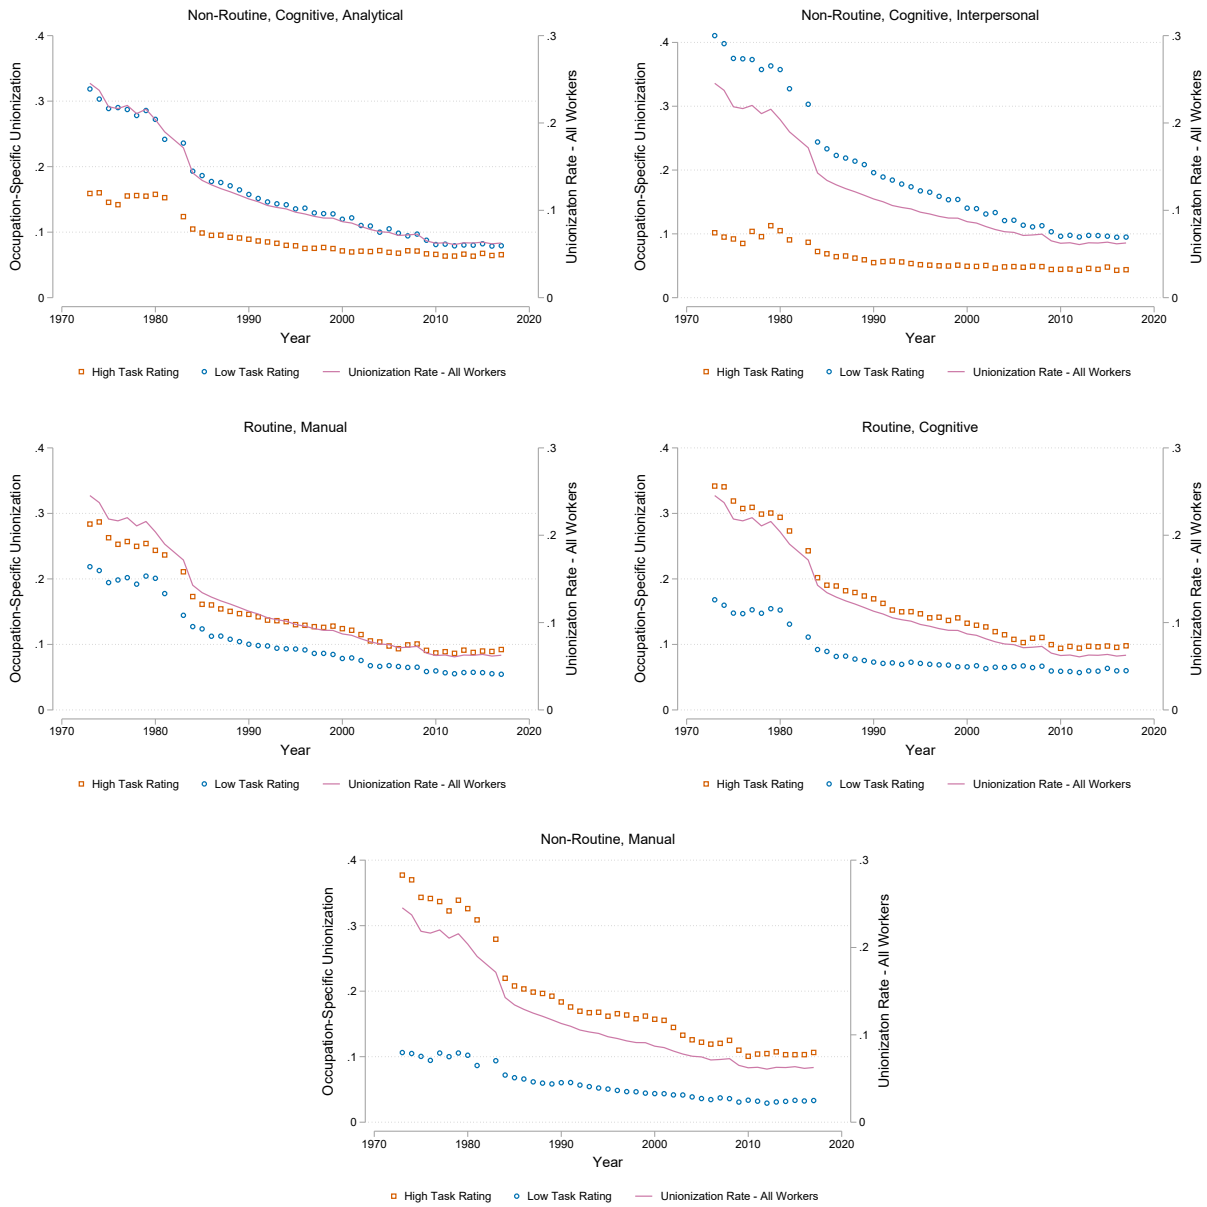 Non-Routine, Cognitive, Analytical
Occupation-Specific Unionization
.4
.3
.2
.1
0
.3
.2
.1
0
Unionizaton Rate - All Workers
1970 1980 1990 2000 2010 2020
Year
High Task Rating Low Task Rating Unionization Rate - All Workers
Non-Routine, Cognitive, Interpersonal
Occupation-Specific Unionization
.4
.3
.2
.1
0
.3
.2
.1
0
Unionizaton Rate - All Workers
1970 1980 1990 2000 2010 2020
Year
High Task Rating Low Task Rating Unionization Rate - All Workers
Routine, Manual
Occupation-Specific Unionization
.4
.3
.2
.1
0
.3
.2
.1
0
Unionizaton Rate - All Workers
1970 1980 1990 2000 2010 2020
Year
High Task Rating Low Task Rating Unionization Rate - All Workers
Routine, Cognitive
Occupation-Specific Unionization
.4
.3
.2
.1
0
.3
.2
.1
0
Unionizaton Rate - All Workers
1970 1980 1990 2000 2010 2020
Year
High Task Rating Low Task Rating Unionization Rate - All Workers
Non-Routine, Manual
Occupation-Specific Unionization
.4
.3
.2
.1
0
.3
.2
.1
0
Unionizaton Rate - All Workers
1970 1980 1990 2000 2010 2020
Year
High Task Rating Low Task Rating Unionization Rate - All Workers